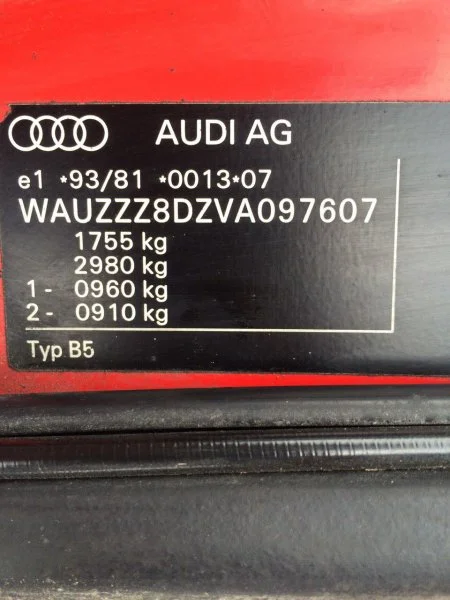 AUDI AG
e1 *93/81 *0013*07
WAUZZZ8DZVA097607
1755 kg
2980 kg
1- 0960 kg
2- 0910 kg
Typ B5